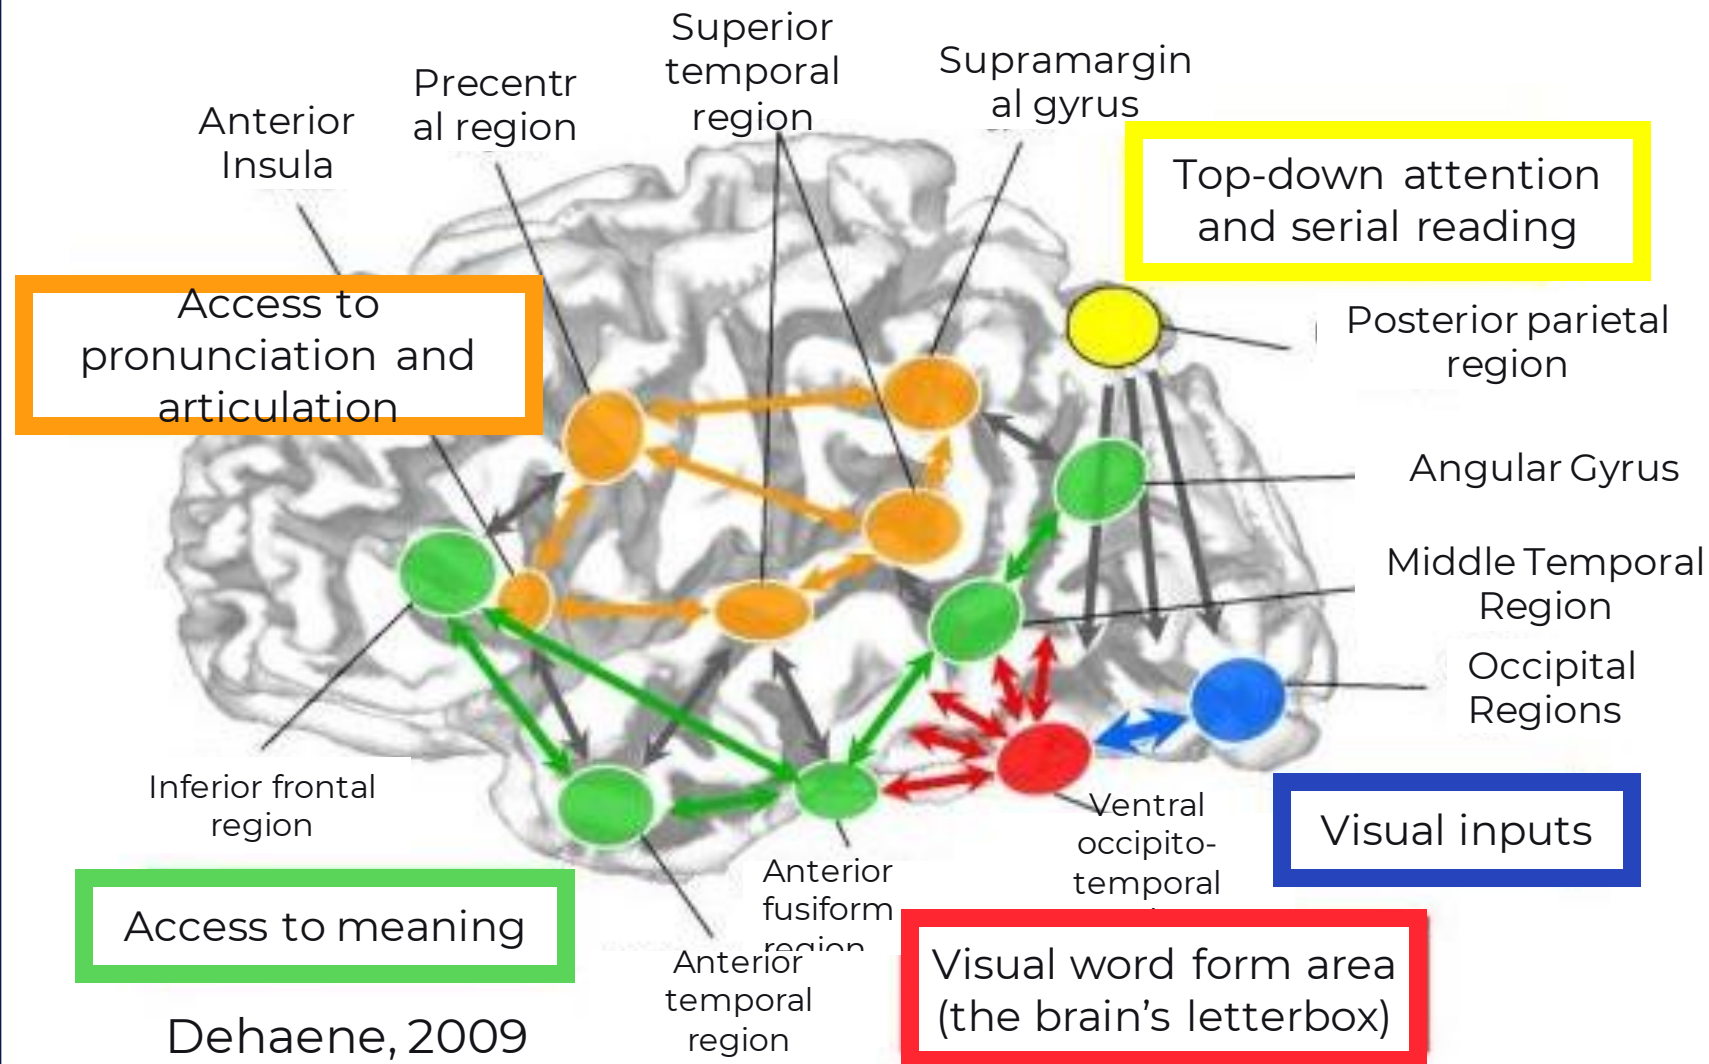 Superior
temporal
region
Supramargin
al gyrus
Precentr
al region
Anterior
Insula
Top-down attention
and serial reading
Access to
pronunciation and
articulation
Posterior parietal
region
Angular Gyrus
Middle Temporal
Region
Occipital
Regions
Inferior frontal
region
Ventral
occipito-
temporal
Visual inputs
Anterior
fusiform
region
Access to meaning
Anterior
temporal
region
Visual word form area
(the brain's letterbox)
Dehaene, 2009